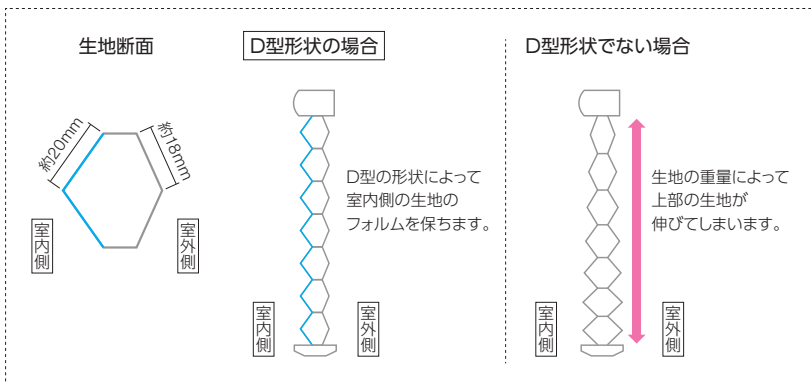 生地断面
約20mm
約18mm
室内側
室外側
D型形状の場合
D型の形状によって
室内側の生地の
フォルムを保ちます。
室内側
室外側
D型形状でない場合
生地の重量によって
上部の生地が
伸びてしまいます。
室内側
室外側